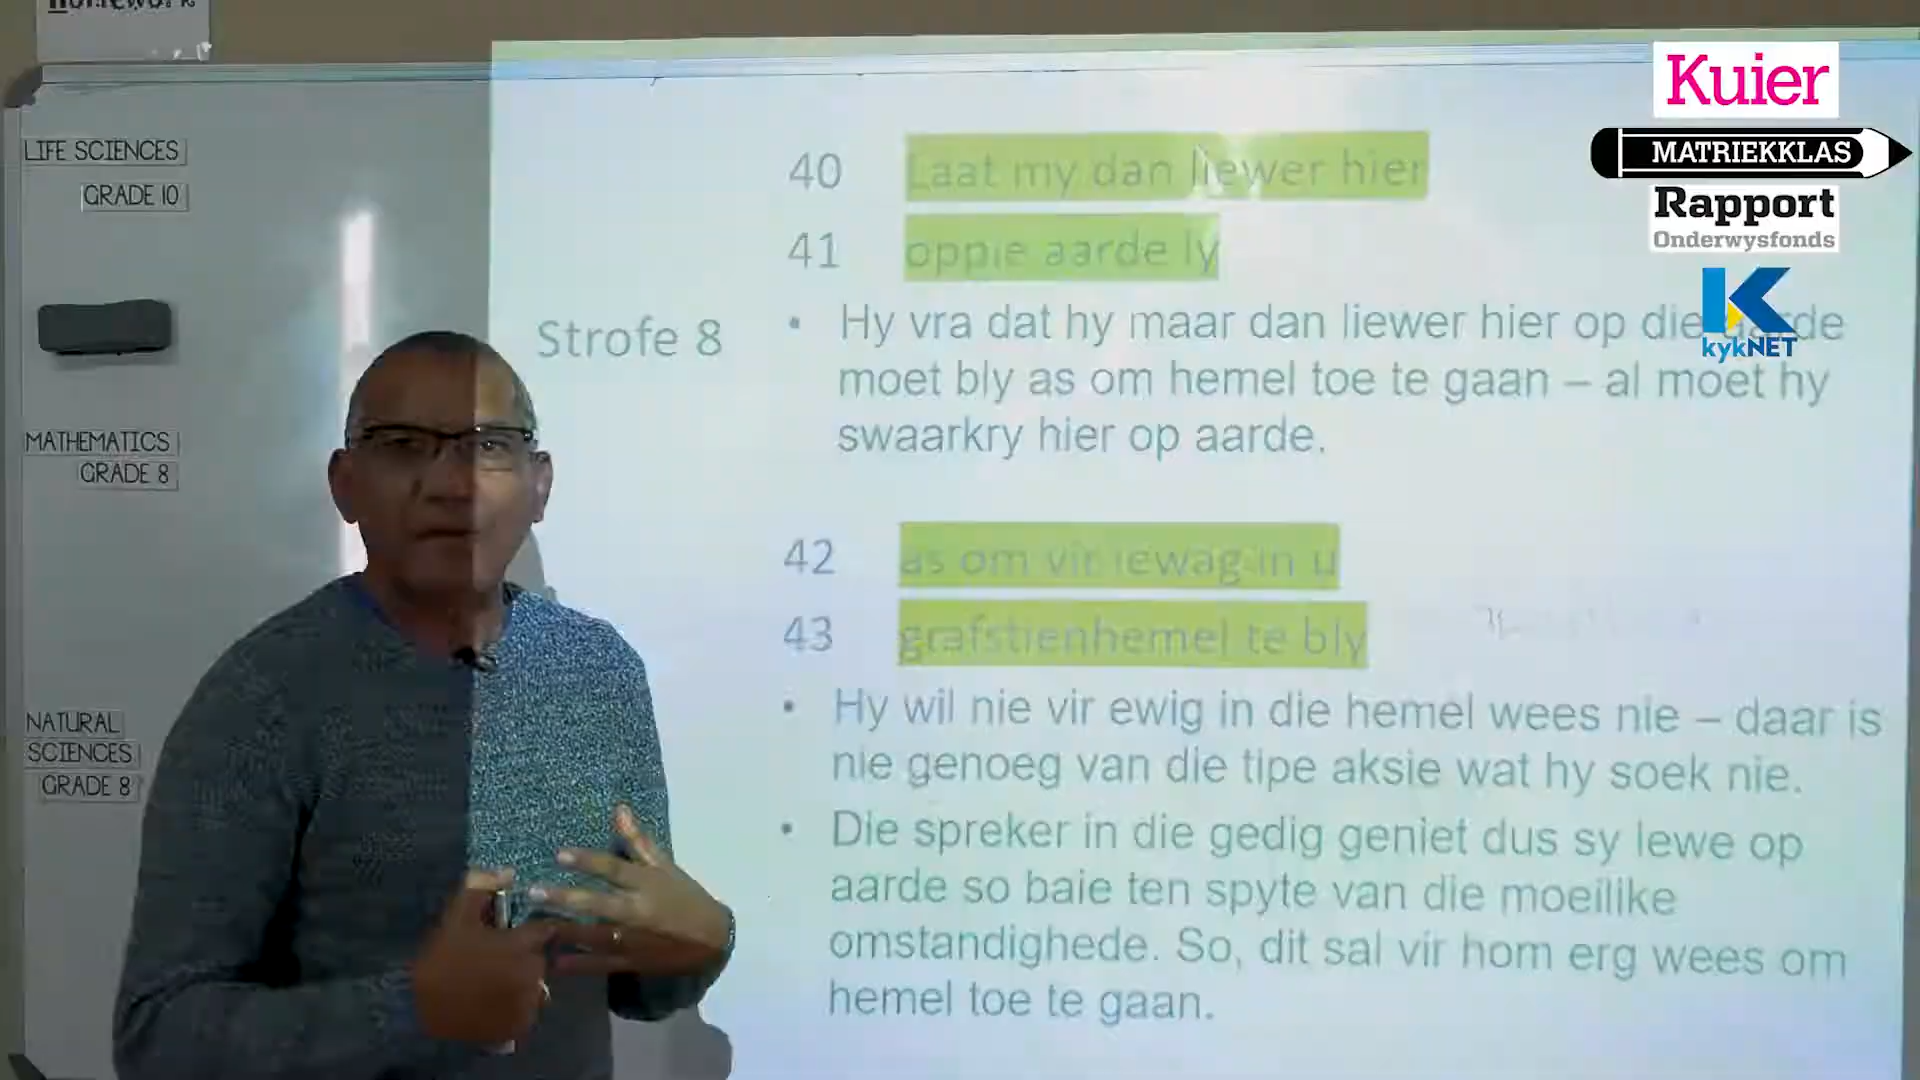 Homework
LIFE SCIENCES
GRADE 10
MATHEMATICS
GRADE 8
NATURAL
SCIENCES
GRADE 8
Strofe 8
40 Laat my dan liewer hier
41 oppie aarde ly
• Hy vra dat hy maar dan liewer hier op die aarde
moet bly as om hemel toe te gaan – al moet hy
swaarkry hier op aarde.
42 as om vir iewag in u
43 grafstienhemel te bly
• Hy wil nie vir ewig in die hemel wees nie – daar is
nie genoeg van die tipe aksie wat hy soek nie.
• Die spreker in die gedig geniet dus sy lewe op
aarde so baie ten spyte van die moeilike
omstandighede. So, dit sal vir hom erg wees om
hemel toe te gaan.
Kuier
MATRIEKKLAS
Rapport
Onderwysfonds
K
kykNET